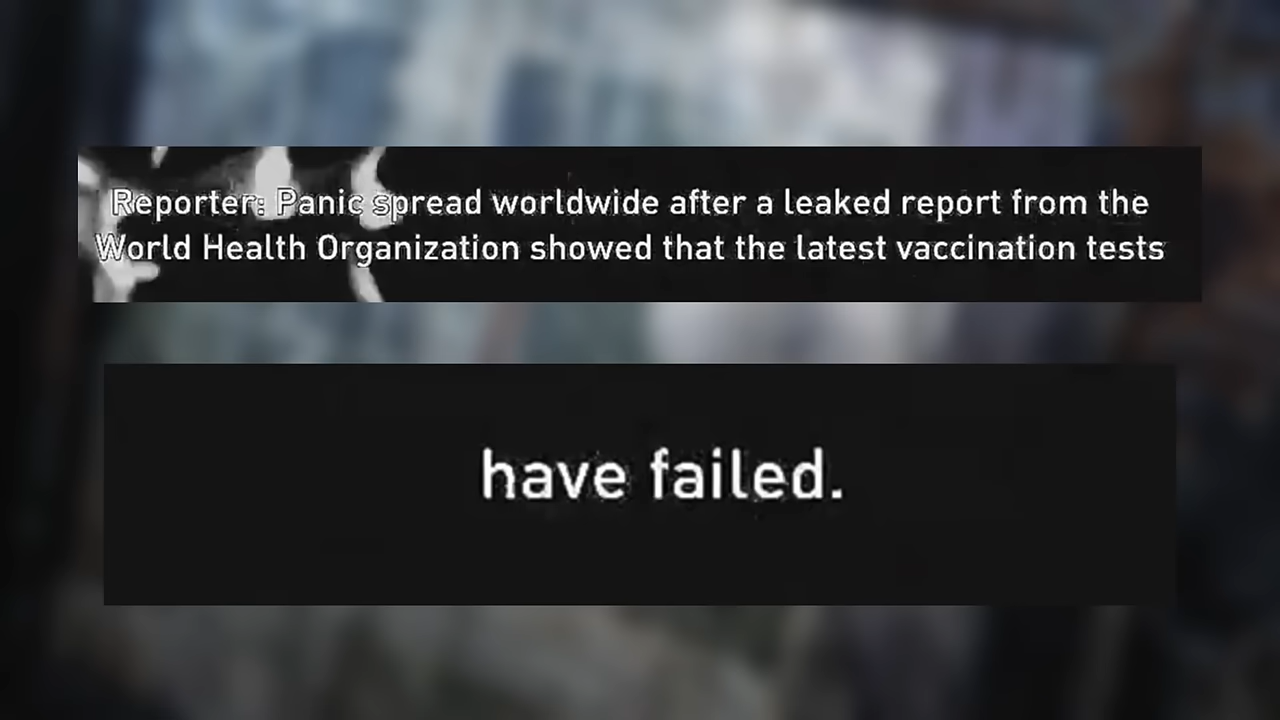 Reporter: Panic spread worldwide after a leaked report from the
World Health Organization showed that the latest vaccination tests
have failed.